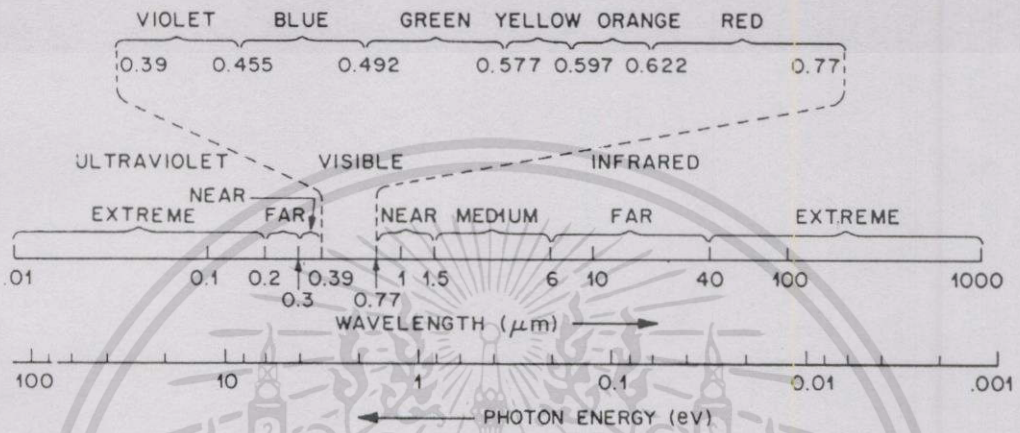 VIOLET BLUE GREEN YELLOW ORANGE RED
0.39 0.455 0.492 0.577 0.597 0.622 0.77
ULTRAVIOLET VISIBLE INFRARED
NEAR
EXTREME FAR NEAR MEDIUM FAR EXTREME
.01 0.1 0.2 0.39 1 1.5 6 10 40 100 1000
0.3 0.77
WAVELENGTH (μm)
100 10 1 0.1 0.01 .001
PHOTON ENERGY (eV)